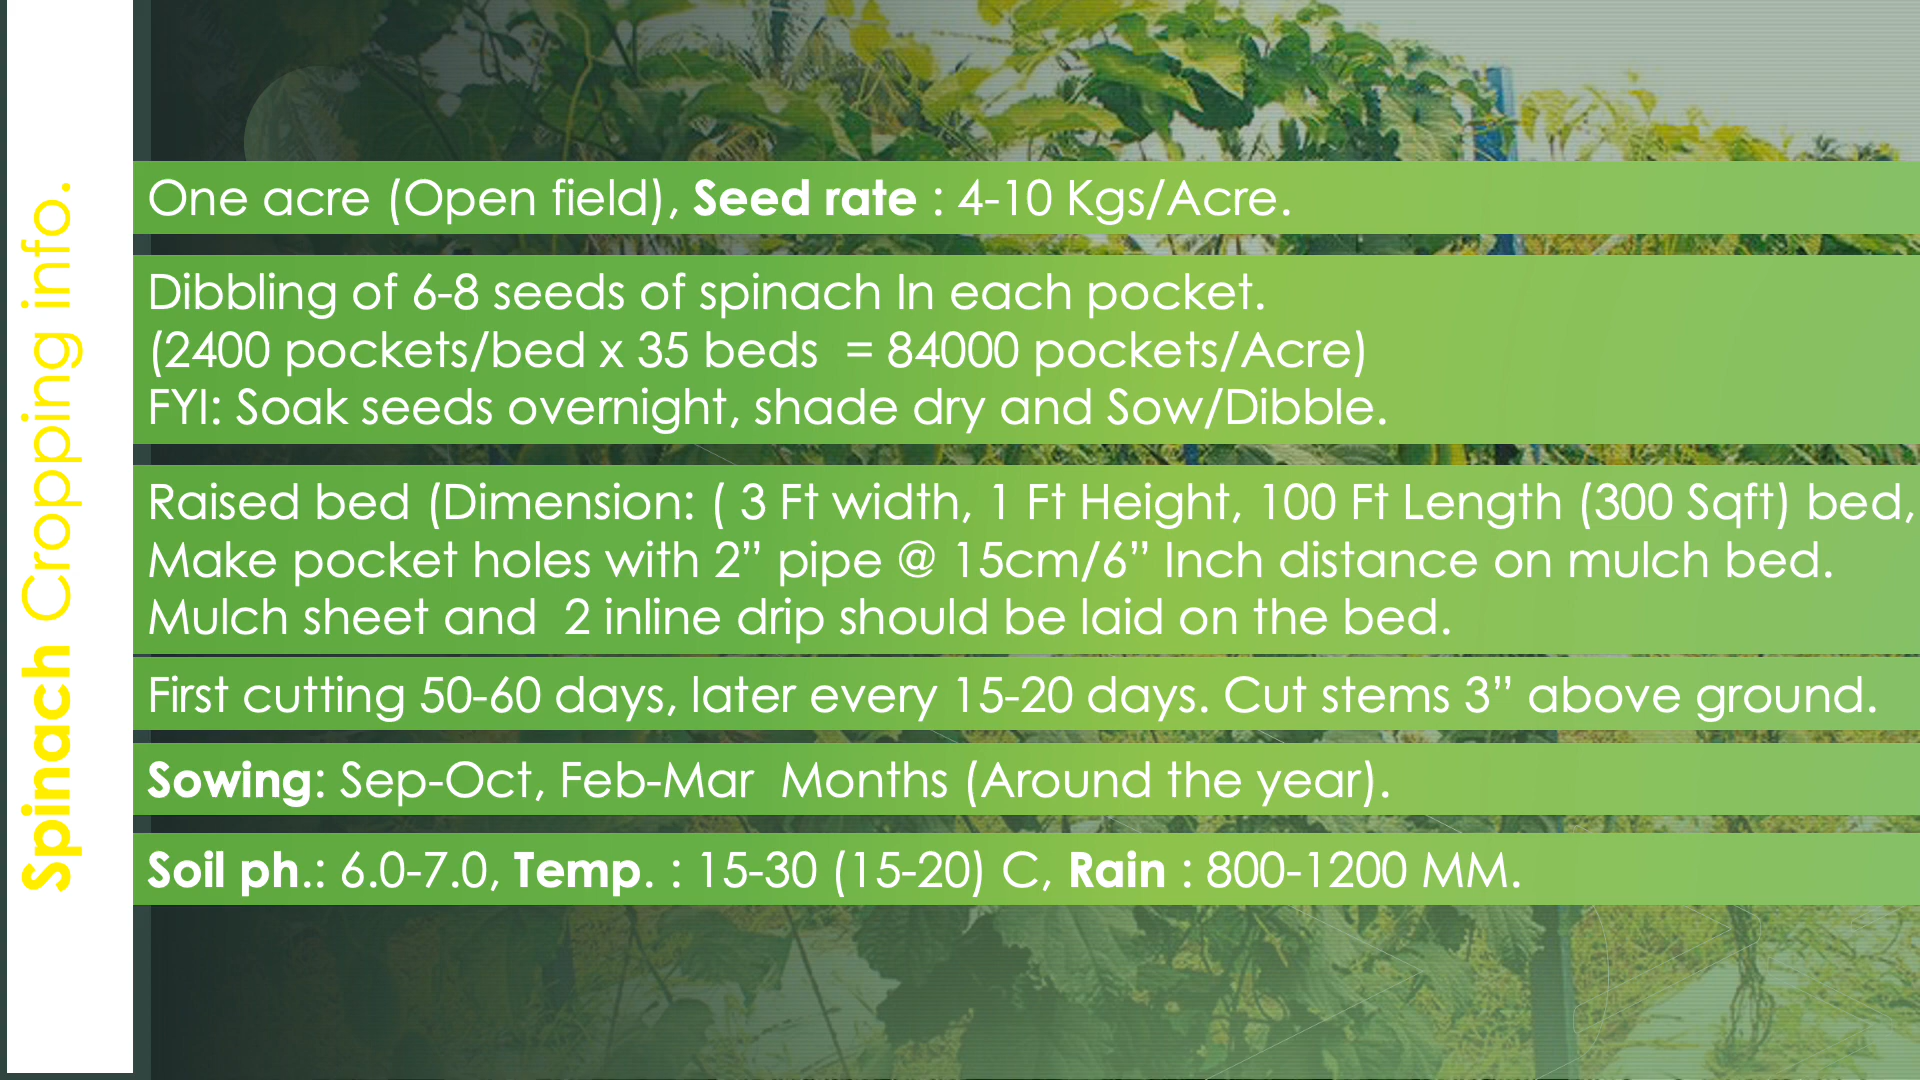 Spinach Cropping info.
One acre (Open field), Seed rate : 4-10 Kgs/Acre.
Dibbling of 6-8 seeds of spinach In each pocket.
(2400 pockets/bed x 35 beds  = 84000 pockets/Acre)
FYI: Soak seeds overnight, shade dry and Sow/Dibble.
Raised bed (Dimension: ( 3 Ft width, 1 Ft Height, 100 Ft Length (300 Sqft) bed,
Make pocket holes with 2” pipe @ 15cm/6” Inch distance on mulch bed.
Mulch sheet and  2 inline drip should be laid on the bed.
First cutting 50-60 days, later every 15-20 days. Cut stems 3” above ground.
Sowing: Sep-Oct, Feb-Mar  Months (Around the year).
Soil ph.: 6.0-7.0, Temp. : 15-30 (15-20) C, Rain : 800-1200 MM.